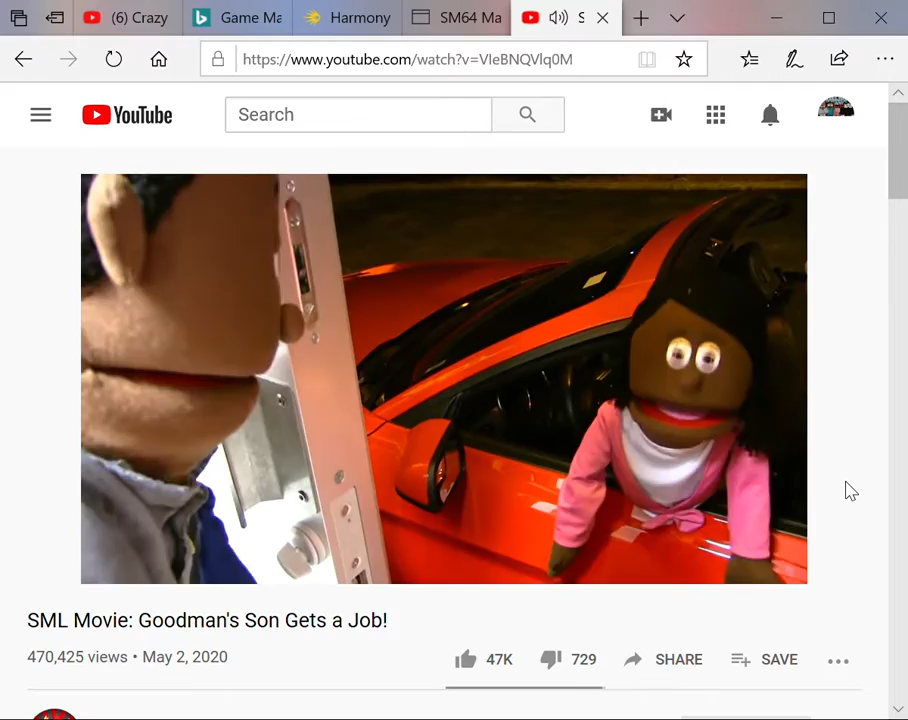 (6) Crazy
Game Ma
Harmony
SM64 Ma
S
https://www.youtube.com/watch?v=VIeBNQVlq0M
YouTube
Search
SML Movie: Goodman's Son Gets a Job!
470,425 views • May 2, 2020
47K
729
SHARE
SAVE